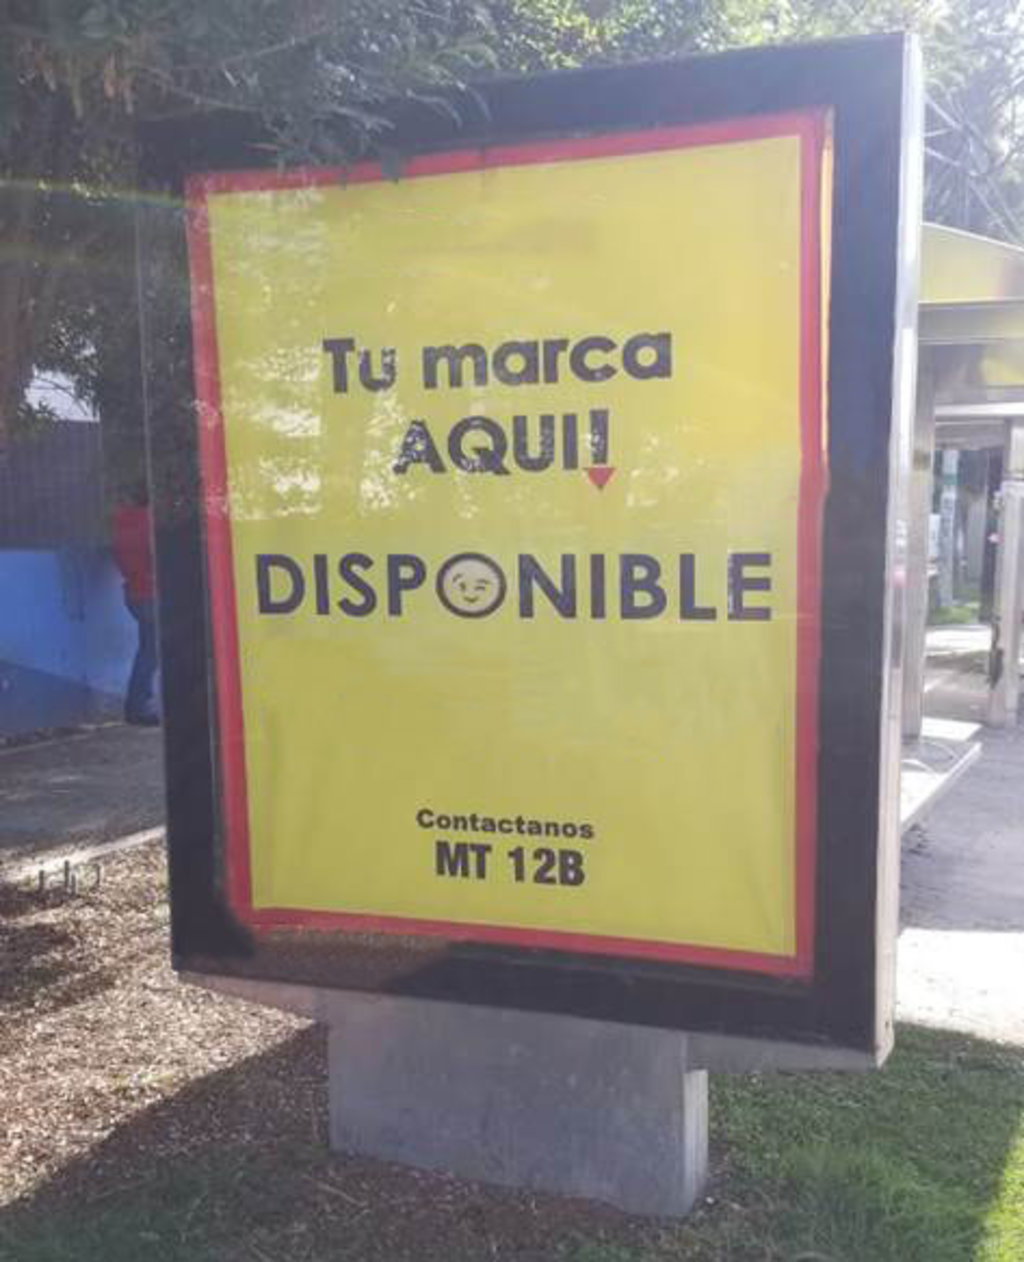 Tu marca
AQUI!
DISPONIBLE
Contactanos
MT 12B